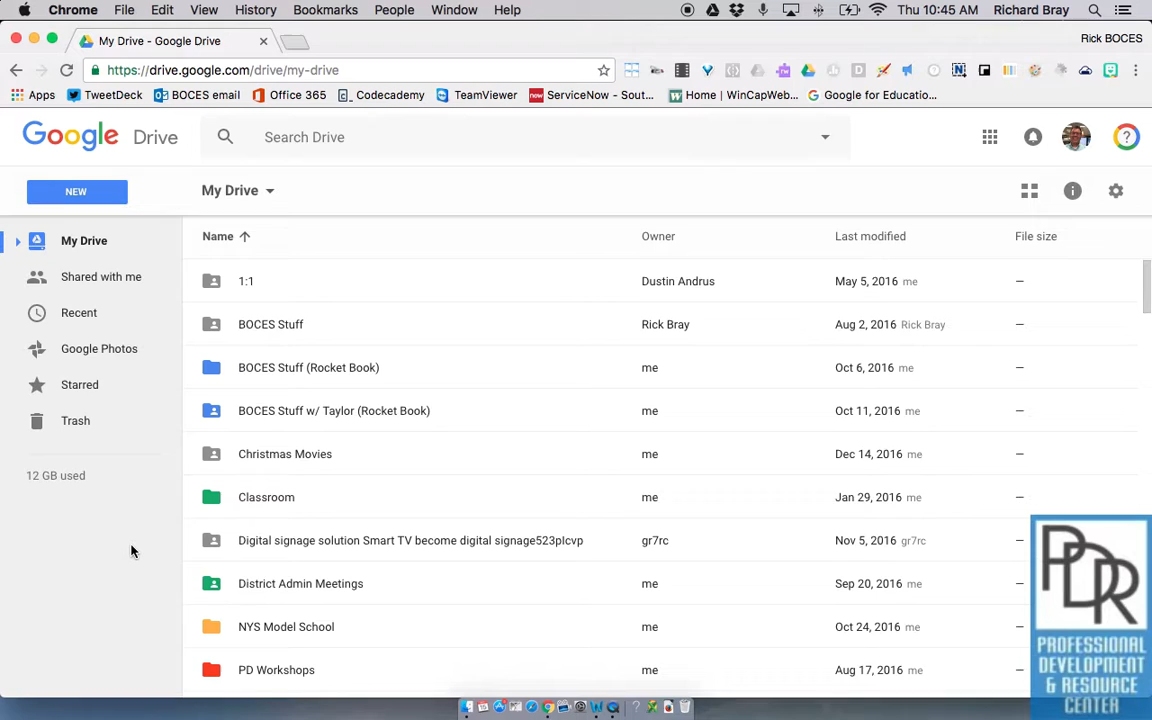 Chrome File Edit View History Bookmarks People Window Help Thu 10:45 AM Richard Bray
My Drive - Google Drive Rick BOCES
https://drive.google.com/drive/my-drive
Apps TweetDeck BOCES email Office 365 Codecademy TeamViewer ServiceNow - Sout... Home | WinCapWeb... Google for Educatio...
Google Drive Search Drive
NEW My Drive
My Drive
Shared with me
Recent
Google Photos
Starred
Trash
12 GB used
Name Owner Last modified File size
1:1 Dustin Andrus May 5, 2016 me —
BOCES Stuff Rick Bray Aug 2, 2016 Rick Bray —
BOCES Stuff (Rocket Book) me Oct 6, 2016 me —
BOCES Stuff w/ Taylor (Rocket Book) me Oct 11, 2016 me —
Christmas Movies me Dec 14, 2016 me —
Classroom me Jan 29, 2016 me —
Digital signage solution Smart TV become digital signage523plcvp gr7rc Nov 5, 2016 gr7rc —
District Admin Meetings me Sep 20, 2016 me —
NYS Model School me Oct 24, 2016 me —
PD Workshops me Aug 17, 2016 me —
PDRC
PROFESSIONAL
DEVELOPMENT
& RESOURCE
CENTER